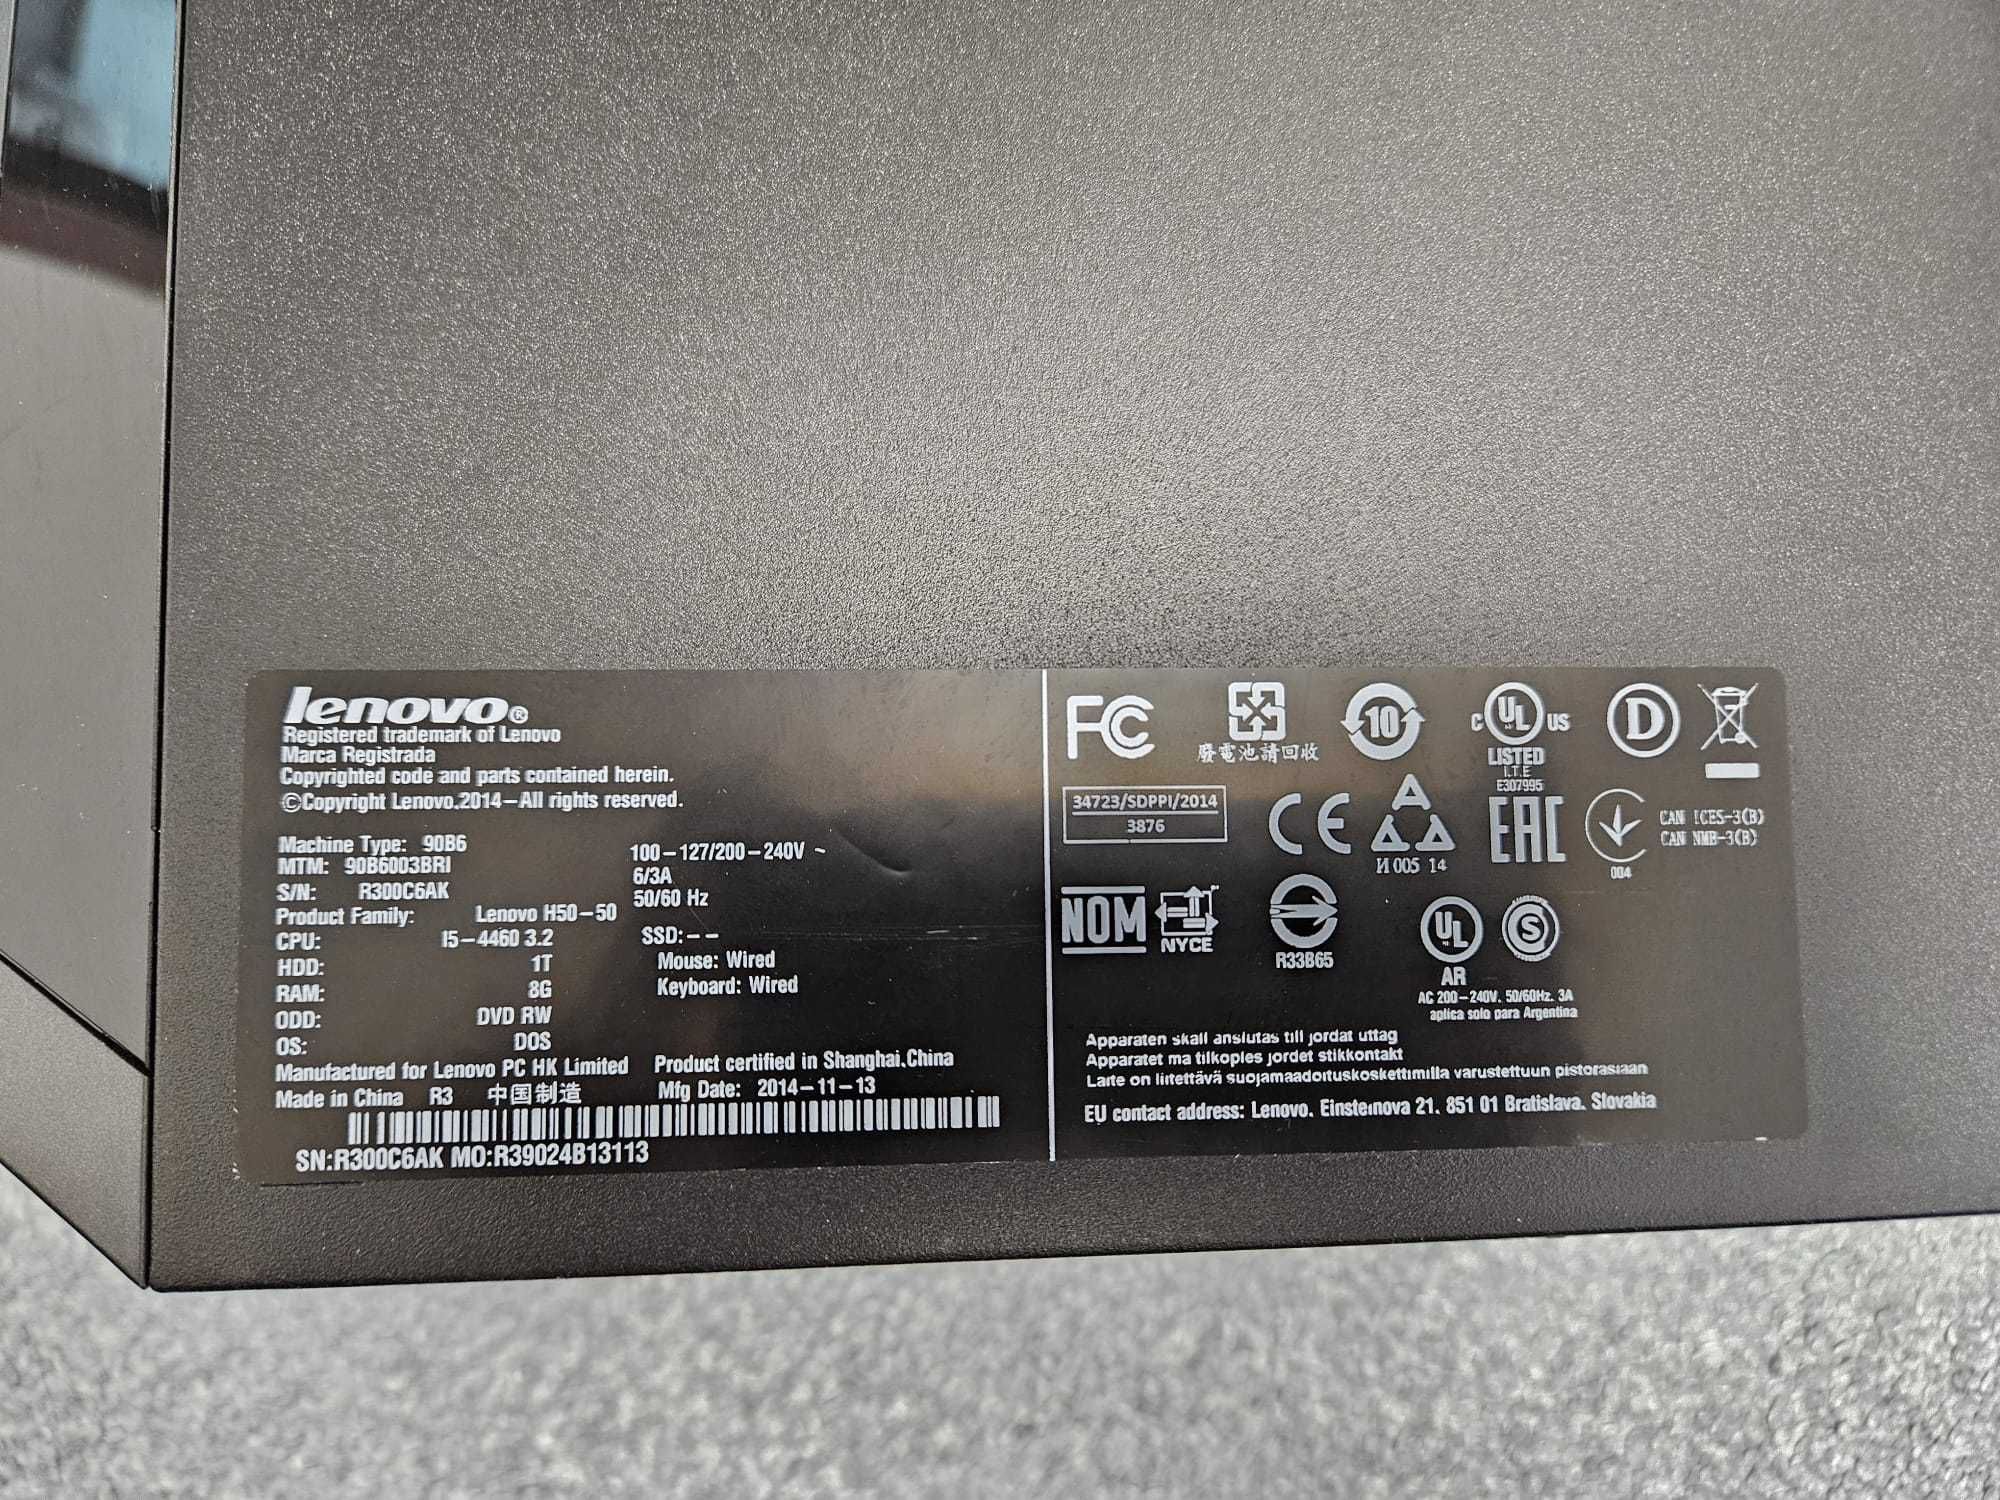 lenovo®
Registered trademark of Lenovo
Marca Registrada
Copyrighted code and parts contained herein.
©Copyright Lenovo.2014–All rights reserved.
Machine Type: 90B6
MTM: 90B6003BRI
S/N: R300C6AK
Product Family: Lenovo H50–50
CPU: I5–4460 3.2
HDD: 1T
RAM: 8G
ODD: DVD RW
OS: DOS
100–127/200–240V ~
6/3A
50/60 Hz
SSD:– –
Mouse: Wired
Keyboard: Wired
Manufactured for Lenovo PC HK Limited
Product certified in Shanghai.China
Made in China R3 中国制造
Mfg Date: 2014–11–13
SN:R300C6AK MO:R39024B13113
FC
廢電池請回收
10
C UL US
LISTED
I.T.E
E307995
D
34723/SDPPI/2014
3876
CE
И 005 14
EAC
004
CAN ICES-3(B)
CAN NMB-3(B)
NOM
NYCE
R33B65
UL
AR
S
AC 200–240V. 50/60Hz. 3A
aplica solo para Argentina
Apparaten skall anslutas till jordat uttag
Apparatet ma tilkoples jordet stikkontakt
Laite on liitettävä suojamaadoituskoskettimilla varustettuun pistorasiaan
EU contact address: Lenovo. Einsteinova 21. 851 01 Bratislava. Slovakia